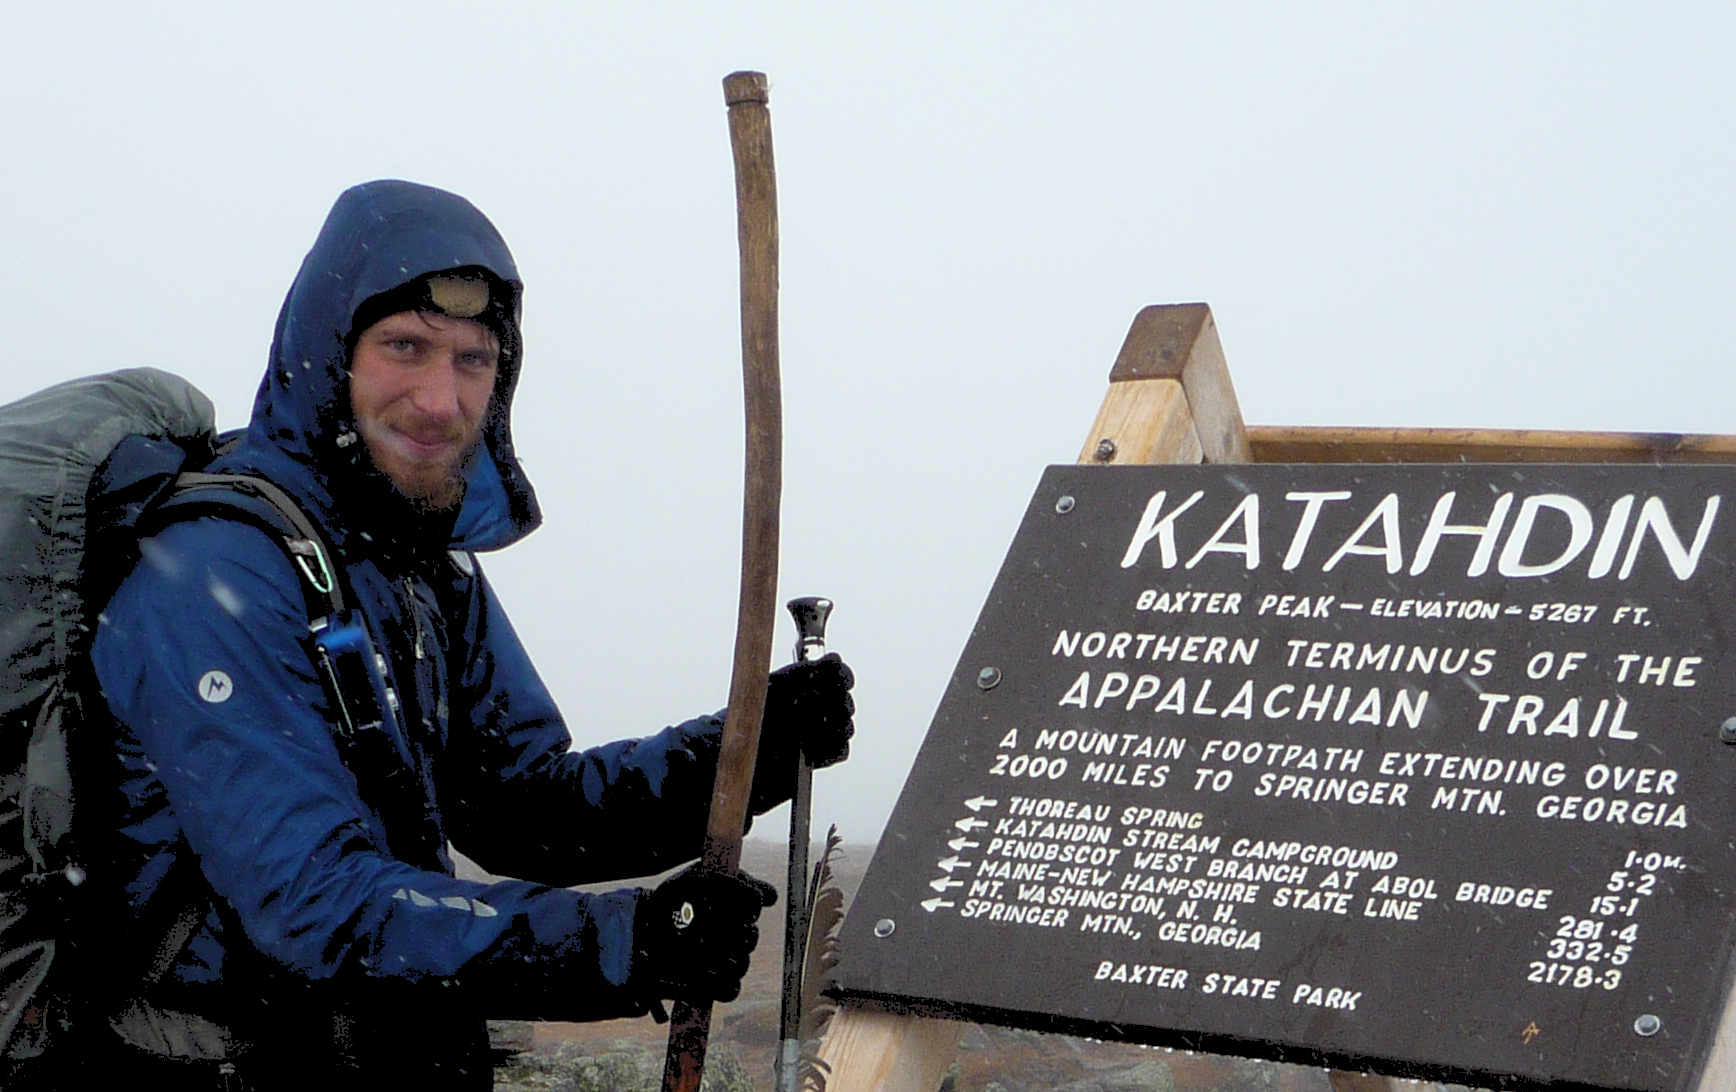 KATAHDIN
BAXTER PEAK — ELEVATION — 5267 FT.
NORTHERN TERMINUS OF THE
APPALACHIAN TRAIL
A MOUNTAIN FOOTPATH EXTENDING OVER
2000 MILES TO SPRINGER MTN. GEORGIA
← THOREAU SPRING 1.0 M.
← KATAHDIN STREAM CAMPGROUND 5.2
← PENOBSCOT WEST BRANCH AT ABOL BRIDGE 15.1
← MAINE-NEW HAMPSHIRE STATE LINE 281.4
← MT. WASHINGTON, N. H. 332.5
← SPRINGER MTN., GEORGIA 2178.3
BAXTER STATE PARK